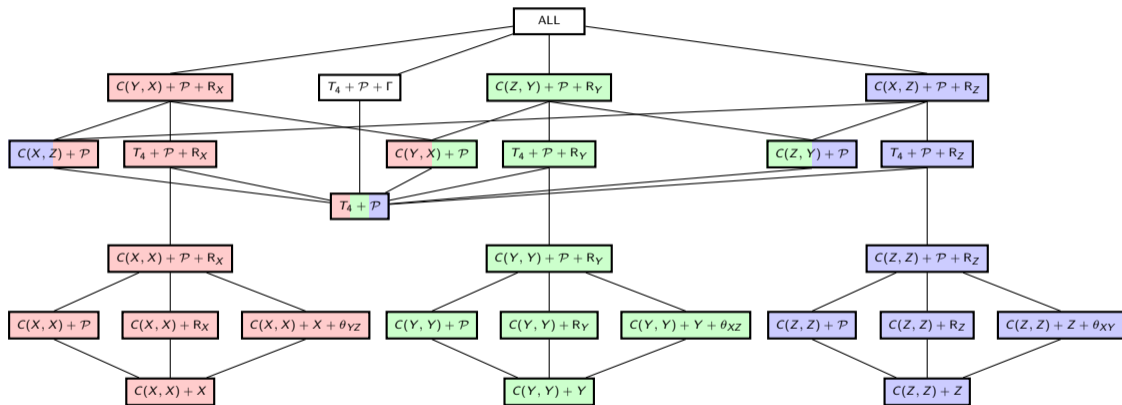 ALL
C(Y, X) + 𝒫 + R_X
T_4 + 𝒫 + Γ
C(Z, Y) + 𝒫 + R_Y
C(X, Z) + 𝒫 + R_Z
C(X, Z) + 𝒫
T_4 + 𝒫 + R_X
C(Y, X) + 𝒫
T_4 + 𝒫 + R_Y
C(Z, Y) + 𝒫
T_4 + 𝒫 + R_Z
T_4 + 𝒫
C(X, X) + 𝒫 + R_X
C(Y, Y) + 𝒫 + R_Y
C(Z, Z) + 𝒫 + R_Z
C(X, X) + 𝒫
C(X, X) + R_X
C(X, X) + X + θ_YZ
C(Y, Y) + 𝒫
C(Y, Y) + R_Y
C(Y, Y) + Y + θ_XZ
C(Z, Z) + 𝒫
C(Z, Z) + R_Z
C(Z, Z) + Z + θ_XY
C(X, X) + X
C(Y, Y) + Y
C(Z, Z) + Z